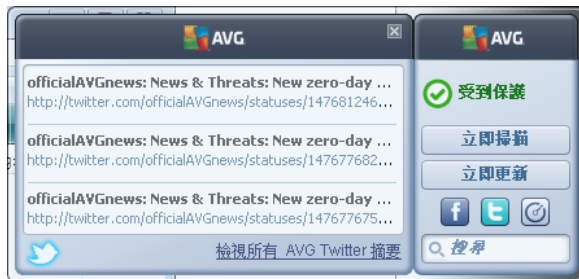 AVG
officialAVGnews: News & Threats: New zero-day ...
http://twitter.com/officialAVGnews/statuses/147681246...
officialAVGnews: News & Threats: New zero-day ...
http://twitter.com/officialAVGnews/statuses/147677682...
officialAVGnews: News & Threats: New zero-day ...
http://twitter.com/officialAVGnews/statuses/147677675...
檢視所有 AVG Twitter 摘要
AVG
受到保護
立即掃描
立即更新
f t
搜尋